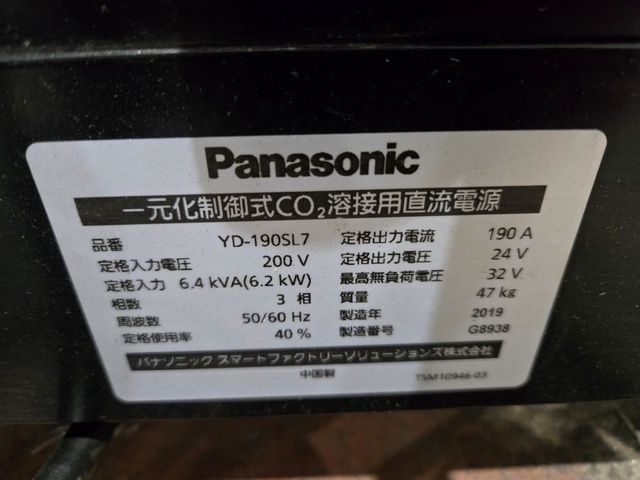 Panasonic
一元化制御式CO₂溶接用直流電源
品番 YD-190SL7 定格出力電流 190 A
定格入力電圧 200 V 定格出力電圧 24 V
定格入力 6.4 kVA(6.2 kW) 最高無負荷電圧 32 V
相数 3 相 質量 47 kg
周波数 50/60 Hz 製造年 2019
定格使用率 40 % 製造番号 G8938
パナソニック スマートファクトリーソリューションズ株式会社
中国製 TSM10946-03